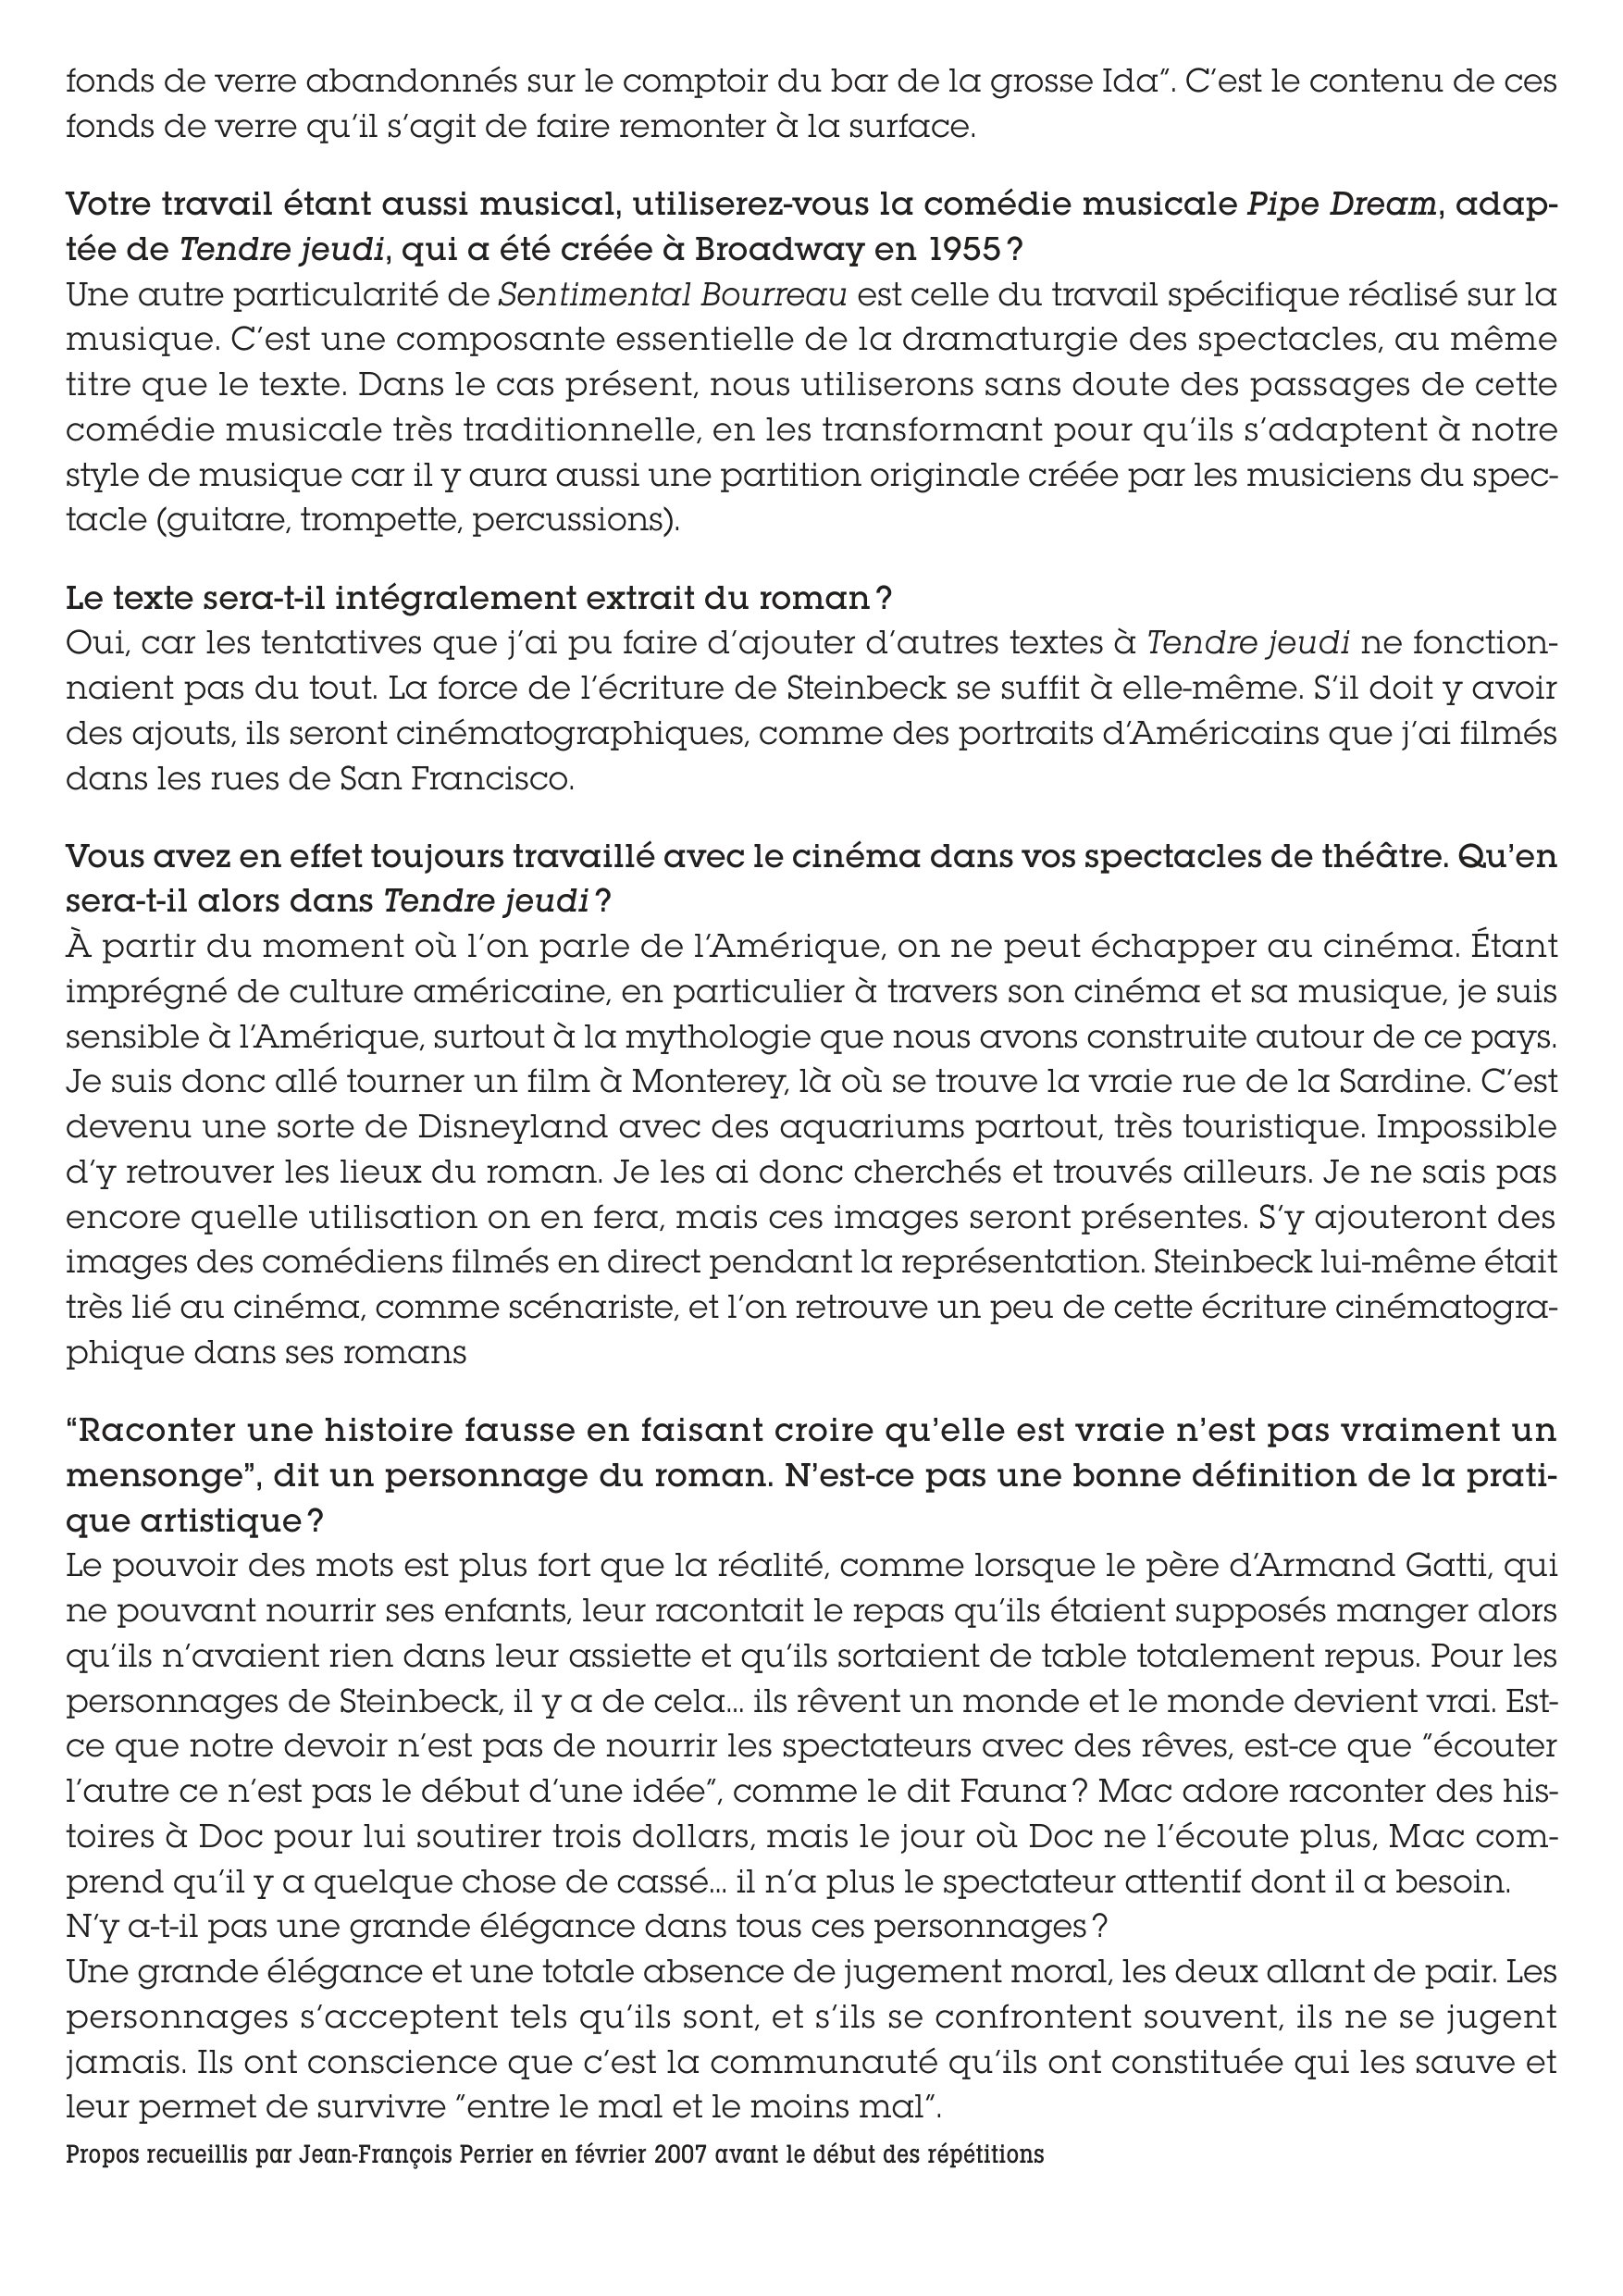 fonds de verre abandonnés sur le comptoir du bar de la grosse Ida”. C’est le contenu de ces
fonds de verre qu’il s’agit de faire remonter à la surface.
Votre travail étant aussi musical, utiliserez-vous la comédie musicale Pipe Dream, adap-
tée de Tendre jeudi, qui a été créée à Broadway en 1955 ?
Une autre particularité de Sentimental Bourreau est celle du travail spécifique réalisé sur la
musique. C’est une composante essentielle de la dramaturgie des spectacles, au même
titre que le texte. Dans le cas présent, nous utiliserons sans doute des passages de cette
comédie musicale très traditionnelle, en les transformant pour qu’ils s’adaptent à notre
style de musique car il y aura aussi une partition originale créée par les musiciens du spec-
tacle (guitare, trompette, percussions).
Le texte sera-t-il intégralement extrait du roman ?
Oui, car les tentatives que j’ai pu faire d’ajouter d’autres textes à Tendre jeudi ne fonction-
naient pas du tout. La force de l’écriture de Steinbeck se suffit à elle-même. S’il doit y avoir
des ajouts, ils seront cinématographiques, comme des portraits d’Américains que j’ai filmés
dans les rues de San Francisco.
Vous avez en effet toujours travaillé avec le cinéma dans vos spectacles de théâtre. Qu’en
sera-t-il alors dans Tendre jeudi ?
À partir du moment où l’on parle de l’Amérique, on ne peut échapper au cinéma. Étant
imprégné de culture américaine, en particulier à travers son cinéma et sa musique, je suis
sensible à l’Amérique, surtout à la mythologie que nous avons construite autour de ce pays.
Je suis donc allé tourner un film à Monterey, là où se trouve la vraie rue de la Sardine. C’est
devenu une sorte de Disneyland avec des aquariums partout, très touristique. Impossible
d’y retrouver les lieux du roman. Je les ai donc cherchés et trouvés ailleurs. Je ne sais pas
encore quelle utilisation on en fera, mais ces images seront présentes. S’y ajouteront des
images des comédiens filmés en direct pendant la représentation. Steinbeck lui-même était
très lié au cinéma, comme scénariste, et l’on retrouve un peu de cette écriture cinématogra-
phique dans ses romans
“Raconter une histoire fausse en faisant croire qu’elle est vraie n’est pas vraiment un
mensonge”, dit un personnage du roman. N’est-ce pas une bonne définition de la prati-
que artistique ?
Le pouvoir des mots est plus fort que la réalité, comme lorsque le père d’Armand Gatti, qui
ne pouvant nourrir ses enfants, leur racontait le repas qu’ils étaient supposés manger alors
qu’ils n’avaient rien dans leur assiette et qu’ils sortaient de table totalement repus. Pour les
personnages de Steinbeck, il y a de cela... ils rêvent un monde et le monde devient vrai. Est-
ce que notre devoir n’est pas de nourrir les spectateurs avec des rêves, est-ce que ”écouter
l’autre ce n’est pas le début d’une idée”, comme le dit Fauna ? Mac adore raconter des his-
toires à Doc pour lui soutirer trois dollars, mais le jour où Doc ne l’écoute plus, Mac com-
prend qu’il y a quelque chose de cassé... il n’a plus le spectateur attentif dont il a besoin.
N’y a-t-il pas une grande élégance dans tous ces personnages ?
Une grande élégance et une totale absence de jugement moral, les deux allant de pair. Les
personnages s’acceptent tels qu’ils sont, et s’ils se confrontent souvent, ils ne se jugent
jamais. Ils ont conscience que c’est la communauté qu’ils ont constituée qui les sauve et
leur permet de survivre ”entre le mal et le moins mal”.
Propos recueillis par Jean-François Perrier en février 2007 avant le début des répétitions